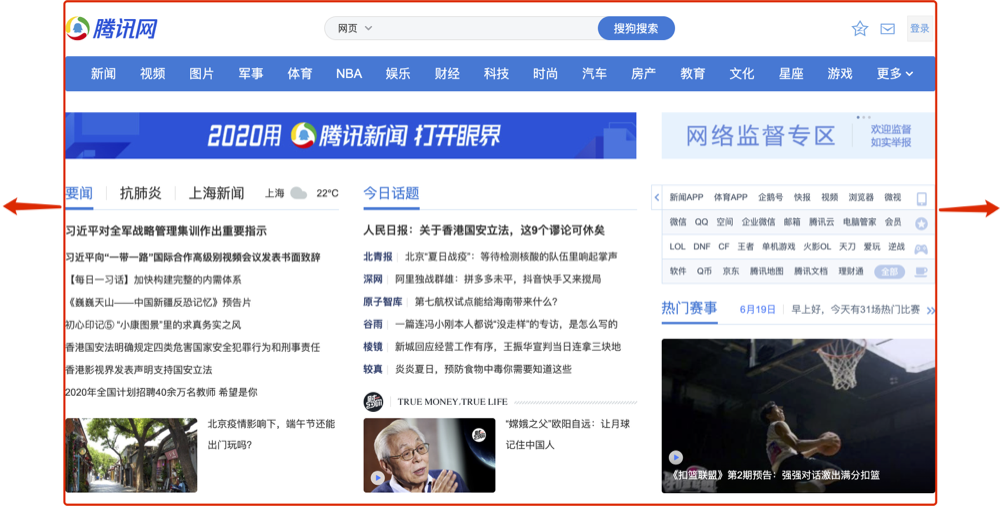 腾讯网
网页
搜狗搜索
登录
新闻 视频 图片 军事 体育 NBA 娱乐 财经 科技 时尚 汽车 房产 教育 文化 星座 游戏 更多
2020用 腾讯新闻 打开眼界
网络监督专区
欢迎监督
如实举报
要闻 抗肺炎 上海新闻 上海 22°C
习近平对全军战略管理集训作出重要指示
习近平向“一带一路”国际合作高级别视频会议发表书面致辞
【每日一习话】加快构建完整的内需体系
《巍巍天山——中国新疆反恐记忆》预告片
初心印记⑤ “小康图景”里的求真务实之风
香港国安法明确规定四类危害国家安全犯罪行为和刑事责任
香港影视界发表声明支持国安立法
2020年全国计划招聘40余万名教师 希望是你
北京疫情影响下，端午节还能
出门玩吗？
今日话题
人民日报：关于香港国安立法，这9个谬论可休矣
北青报 北京“夏日战疫”：等待检测核酸的队伍里响起掌声
深网 阿里独战群雄：拼多多未平，抖音快手又来搅局
原子智库 第七航权试点能给海南带来什么？
谷雨 一篇连冯小刚本人都说“没走样”的专访，是怎么写的
棱镜 新城回应经营工作有序，王振华宣判当日连拿三块地
较真 炎炎夏日，预防食物中毒你需要知道这些
TRUE MONEY.TRUE LIFE
“嫦娥之父”欧阳自远：让月球
记住中国人
新闻APP 体育APP 企鹅号 快报 视频 浏览器 微视
微信 QQ 空间 企业微信 邮箱 腾讯云 电脑管家 会员
LOL DNF CF 王者 单机游戏 火影OL 天刀 爱玩 逆战
软件 Q币 京东 腾讯地图 腾讯文档 理财通 全部
热门赛事 6月19日 早上好，今天有31场热门比赛
《扣篮联盟》第2期预告：强强对话激出满分扣篮